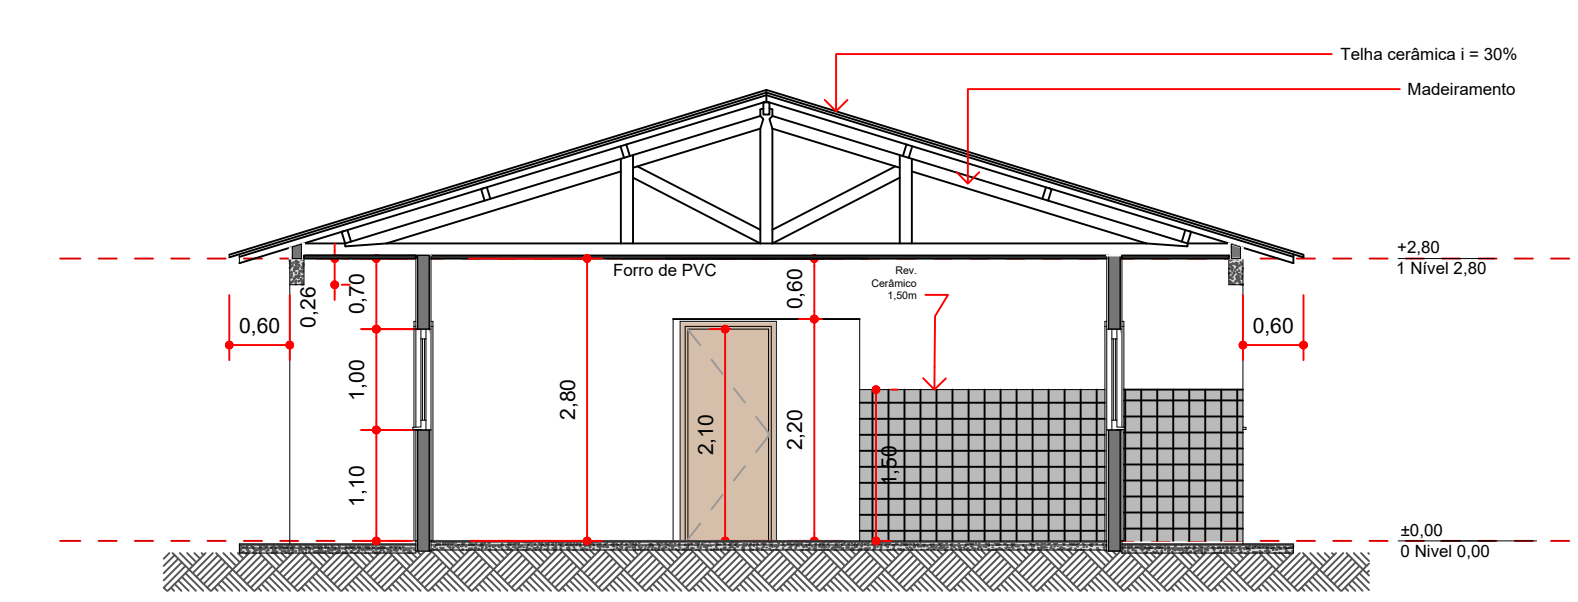 Telha cerâmica i = 30%
Madeiramento
+2,80
1 Nível 2,80
Forro de PVC
Rev.
Cerâmico
1,50m
0,60
0,26
0,70
0,60
0,60
1,00
2,80
2,10
2,20
1,50
1,10
±0,00
0 Nivel 0,00